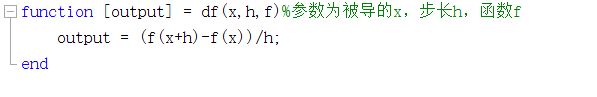 function [output] = df(x,h,f)%参数为被导的x，步长h，函数f
output = (f(x+h)-f(x))/h;
end